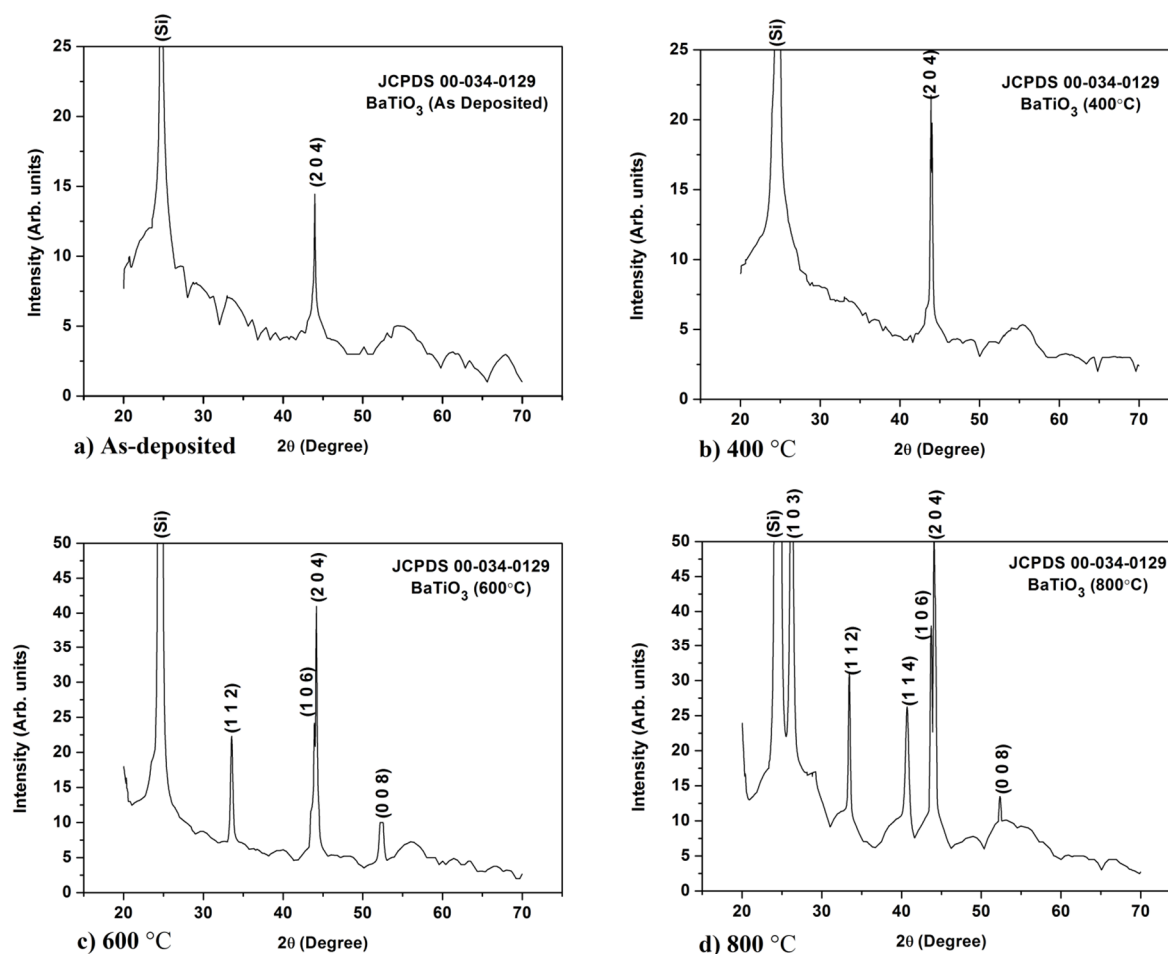 (Si)
25
20
15
10
5
0
Intensity (Arb. units)
JCPDS 00-034-0129
BaTiO₃ (As Deposited)
(2 0 4)
20 30 40 50 60 70
2θ (Degree)
a) As-deposited
(Si)
25
20
15
10
5
0
Intensity (Arb. units)
(2 0 4)
JCPDS 00-034-0129
BaTiO₃ (400°C)
20 30 40 50 60 70
2θ (Degree)
b) 400 °C
(Si)
50
45
40
35
30
25
20
15
10
5
0
Intensity (Arb. units)
(1 1 2)
(1 0 6)
(2 0 4)
(0 0 8)
JCPDS 00-034-0129
BaTiO₃ (600°C)
20 30 40 50 60 70
2θ (Degree)
c) 600 °C
(Si)
(1 0 3)
50
45
40
35
30
25
20
15
10
5
0
Intensity (Arb. units)
(1 1 2)
(1 1 4)
(1 0 6)
(2 0 4)
(0 0 8)
JCPDS 00-034-0129
BaTiO₃ (800°C)
20 30 40 50 60 70
2θ (Degree)
d) 800 °C